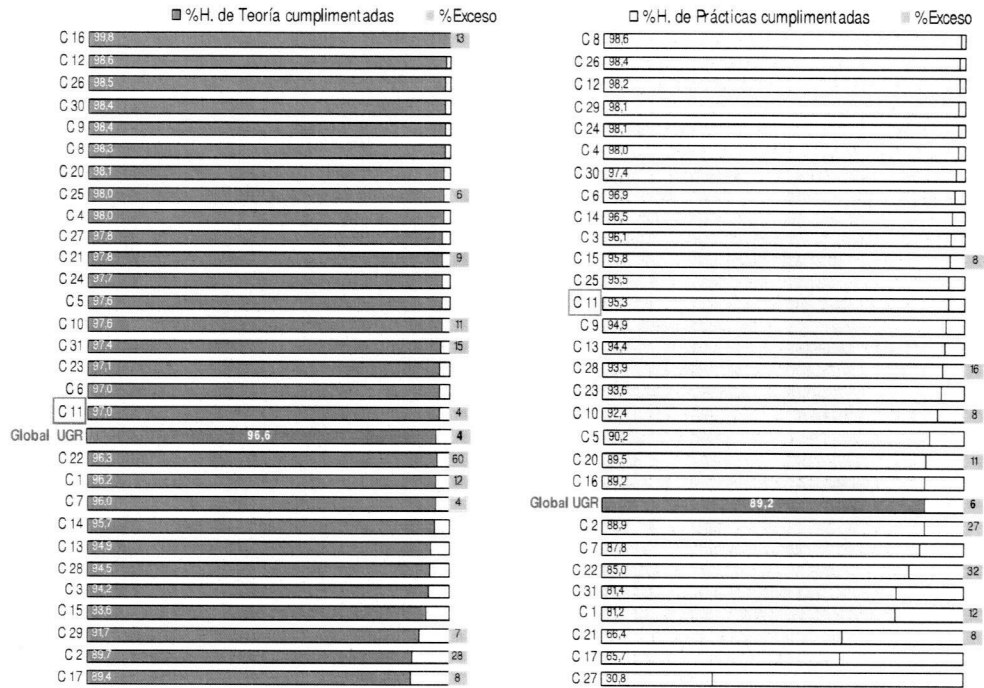 %H. de Teoría cumplimentadas %Exceso
C 16 99,8 13
C 12 98,6
C 26 98,5
C 30 98,4
C 9 98,4
C 8 98,3
C 20 98,1
C 25 98,0 6
C 4 98,0
C 27 97,8
C 21 97,8 9
C 24 97,7
C 5 97,6
C 10 97,6 11
C 31 97,4 15
C 23 97,1
C 6 97,0
C 11 97,0 4
Global UGR 96,6 4
C 22 96,3 60
C 1 96,2 12
C 7 96,0 4
C 14 95,7
C 13 94,9
C 28 94,5
C 3 94,2
C 15 93,6
C 29 91,7 7
C 2 89,7 28
C 17 89,4 8
%H. de Prácticas cumplimentadas %Exceso
C 8 98,6
C 26 98,4
C 12 98,2
C 29 98,1
C 24 98,1
C 4 98,0
C 30 97,4
C 6 96,9
C 14 96,5
C 3 96,1
C 15 95,8 8
C 25 95,5
C 11 95,3
C 9 94,9
C 13 94,4
C 28 93,9 16
C 23 93,6
C 10 92,4 8
C 5 90,2
C 20 89,5 11
C 16 89,2
Global UGR 89,2 6
C 2 88,9 27
C 7 87,8
C 22 85,0 32
C 31 81,4
C 1 81,2 12
C 21 66,4 8
C 17 65,7
C 27 30,8